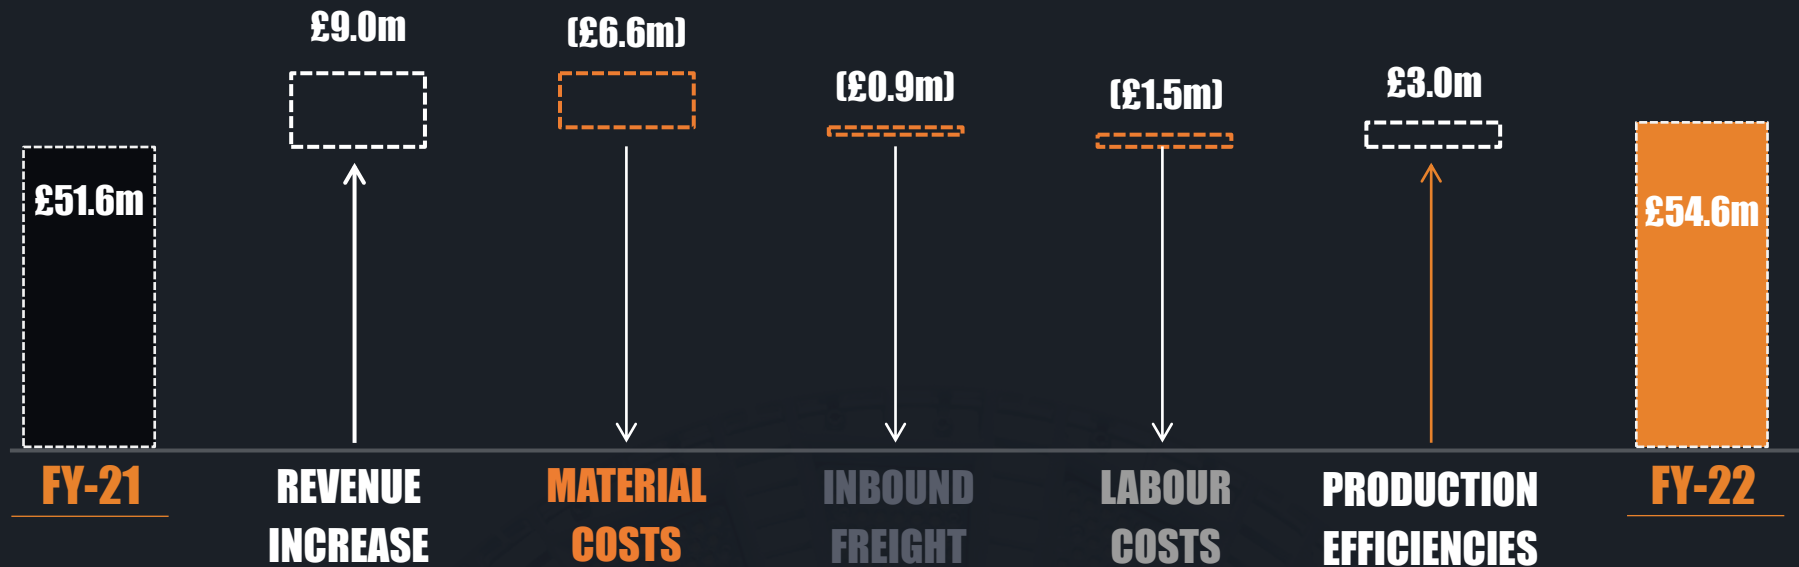 £9.0m
(£6.6m)
(£0.9m)
(£1.5m)
£3.0m
£51.6m
£54.6m
FY-21
REVENUE
INCREASE
MATERIAL
COSTS
INBOUND
FREIGHT
LABOUR
COSTS
PRODUCTION
EFFICIENCIES
FY-22